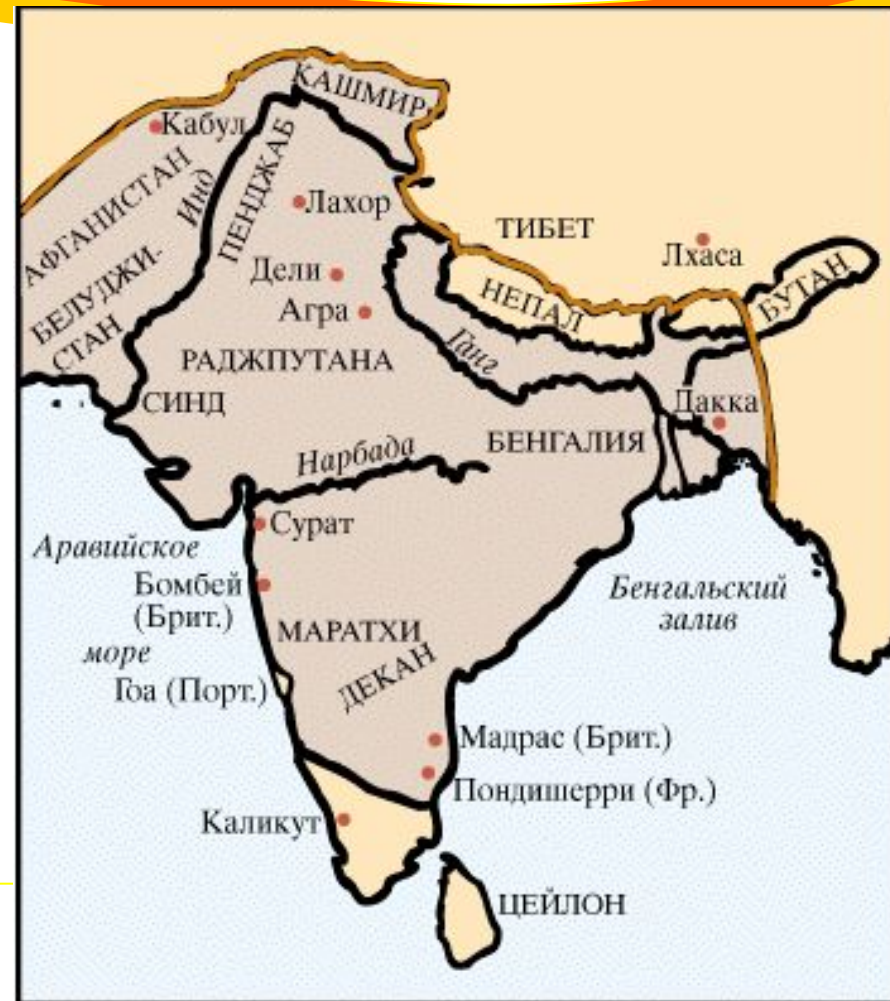 КАШМИР
Кабул
АФГАНИСТАН
Инд
ПЕНДЖАБ
Лахор
ТИБЕТ
Лхаса
БЕЛУДЖИ-
СТАН
Дели
НЕПАЛ
БУТАН
Агра
Ганг
РАДЖПУТАНА
СИНД
Дакка
Нарбада
БЕНГАЛИЯ
Сурат
Аравийское
море
Бомбей
(Брит.)
Бенгальский
залив
МАРАТХИ
ДЕКАН
Гоа (Порт.)
Мадрас (Брит.)
Пондишерри (Фр.)
Каликут
ЦЕЙЛОН